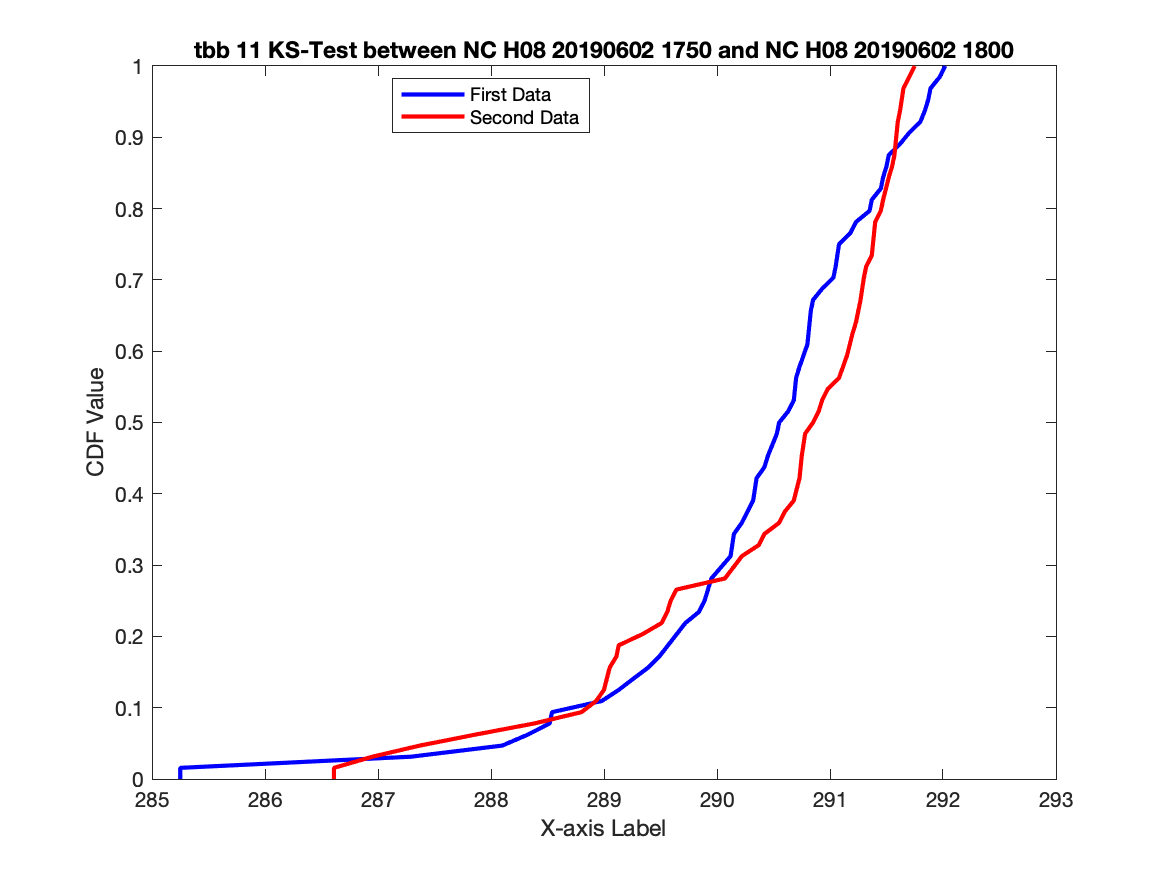 tbb 11 KS-Test between NC H08 20190602 1750 and NC H08 20190602 1800
First Data
Second Data
1
0.9
0.8
0.7
0.6
0.5
0.4
0.3
0.2
0.1
0
CDF Value
285 286 287 288 289 290 291 292 293
X-axis Label